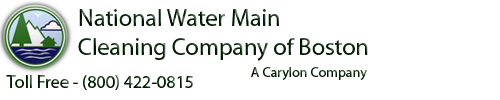 National Water Main
Cleaning Company of Boston
A Carylon Company
Toll Free - (800) 422-0815